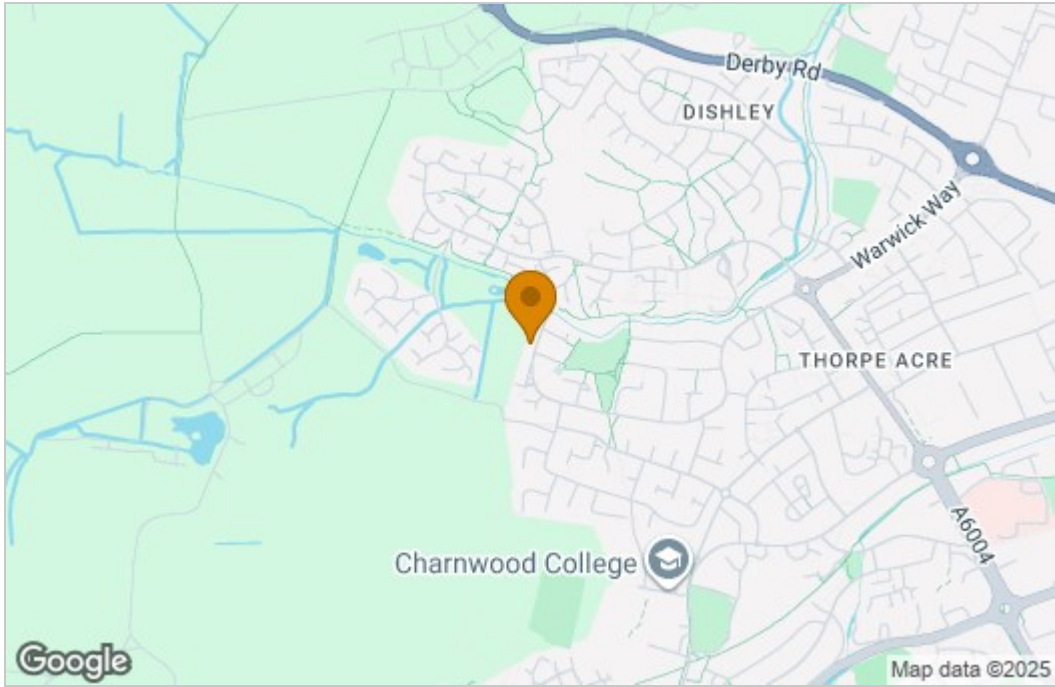 Derby Rd
DISHLEY
Warwick Way
THORPE ACRE
A6004
Charnwood College
Google
Map data ©2025